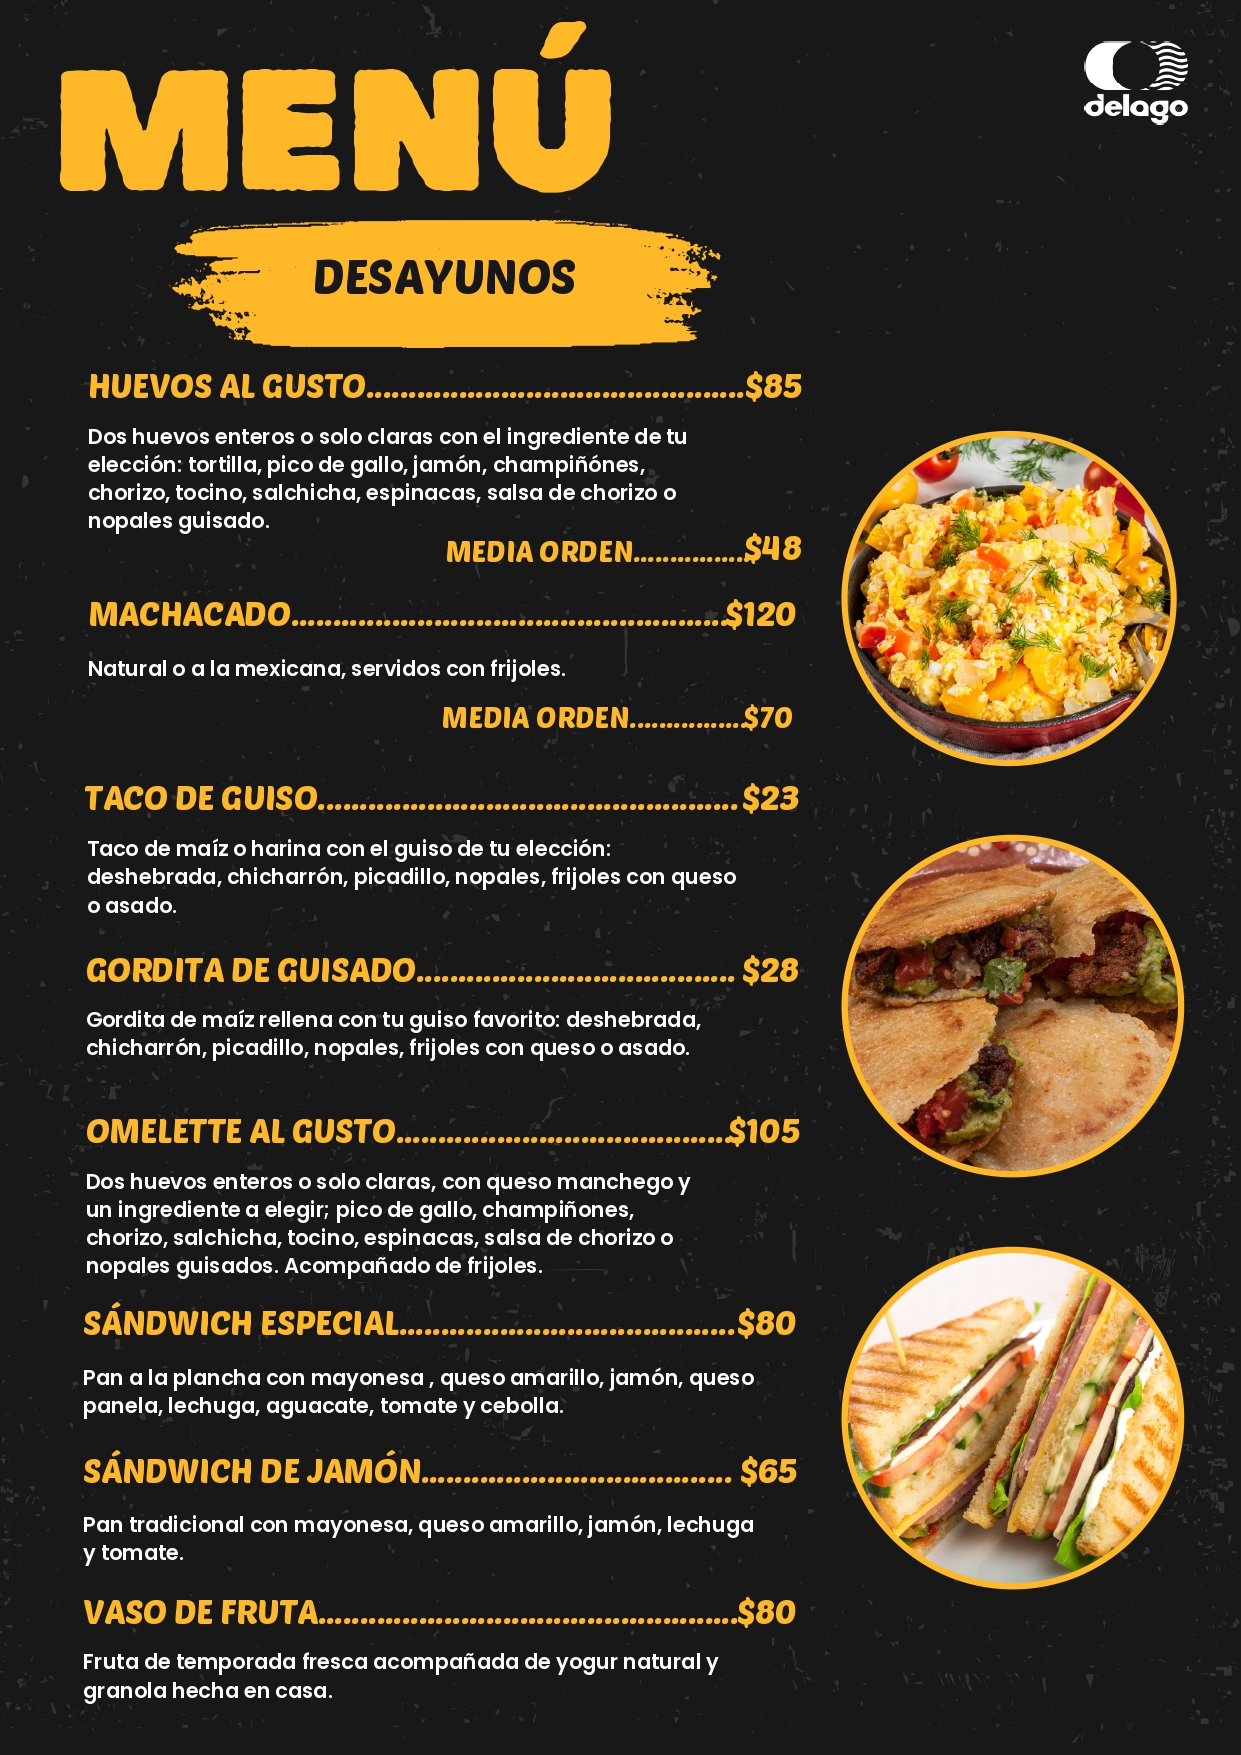 MENÚ
delago
DESAYUNOS
HUEVOS AL GUSTO.............................................$85
Dos huevos enteros o solo claras con el ingrediente de tu
elección: tortilla, pico de gallo, jamón, champiñónes,
chorizo, tocino, salchicha, espinacas, salsa de chorizo o
nopales guisado.
MEDIA ORDEN...............$48
MACHACADO....................................................$120
Natural o a la mexicana, servidos con frijoles.
MEDIA ORDEN...............$70
TACO DE GUISO.................................................. $23
Taco de maíz o harina con el guiso de tu elección:
deshebrada, chicharrón, picadillo, nopales, frijoles con queso
o asado.
GORDITA DE GUISADO...................................... $28
Gordita de maíz rellena con tu guiso favorito: deshebrada,
chicharrón, picadillo, nopales, frijoles con queso o asado.
OMELETTE AL GUSTO........................................$105
Dos huevos enteros o solo claras, con queso manchego y
un ingrediente a elegir; pico de gallo, champiñones,
chorizo, salchicha, tocino, espinacas, salsa de chorizo o
nopales guisados. Acompañado de frijoles.
SÁNDWICH ESPECIAL........................................$80
Pan a la plancha con mayonesa , queso amarillo, jamón, queso
panela, lechuga, aguacate, tomate y cebolla.
SÁNDWICH DE JAMÓN..................................... $65
Pan tradicional con mayonesa, queso amarillo, jamón, lechuga
y tomate.
VASO DE FRUTA..................................................$80
Fruta de temporada fresca acompañada de yogur natural y
granola hecha en casa.